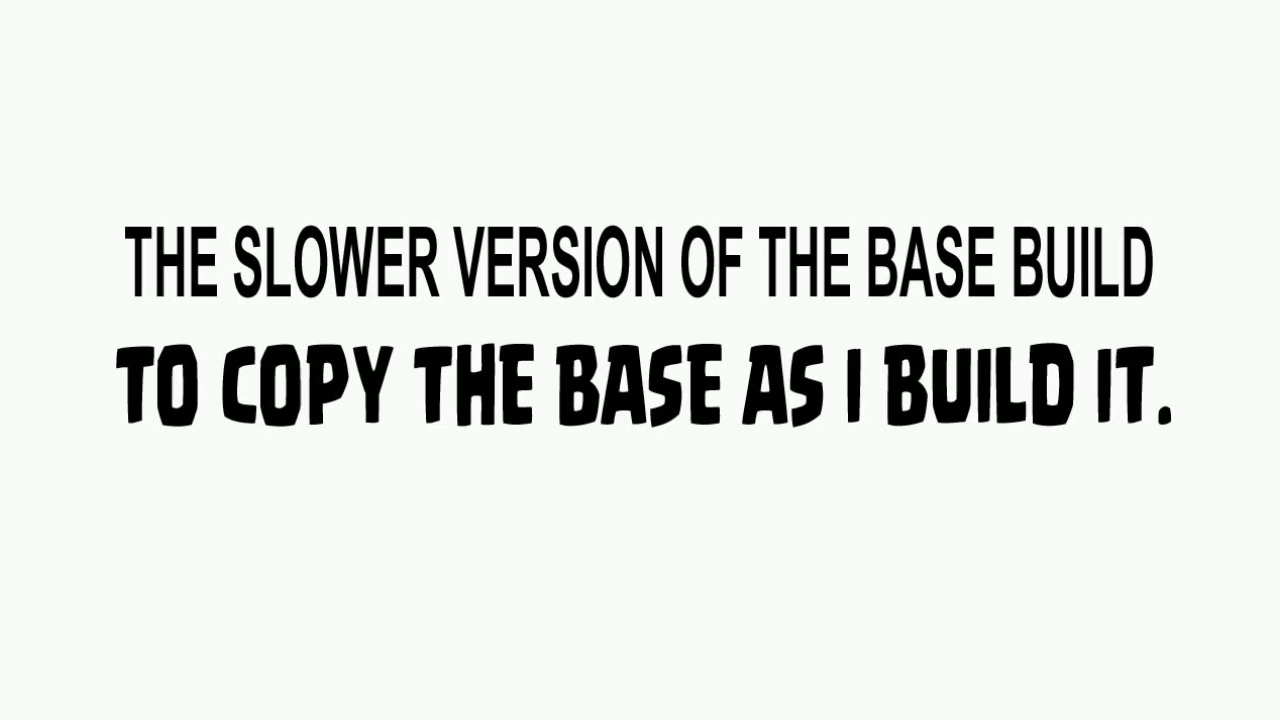 THE SLOWER VERSION OF THE BASE BUILD
TO COPY THE BASE AS I BUILD IT.